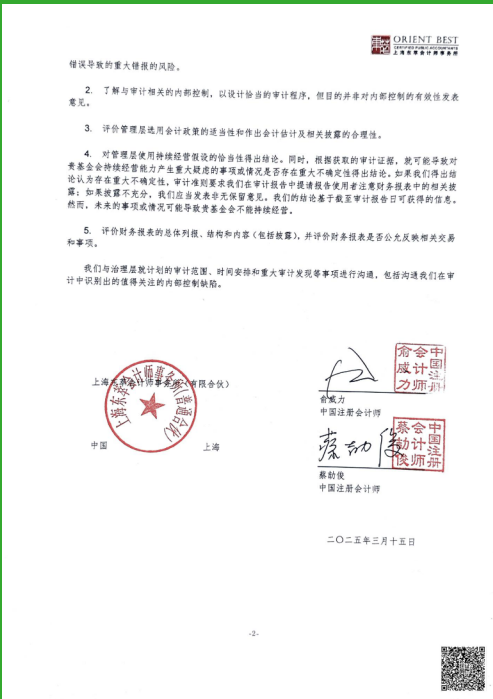 ORIENT BEST
CERTIFIED PUBLIC ACCOUNTANTS
上海东莘会计师事务所
错误导致的重大错报的风险。
2. 了解与审计相关的内部控制，以设计恰当的审计程序，但目的并非对内部控制的有效性发表
意见。
3. 评价管理层选用会计政策的适当性和作出会计估计及相关披露的合理性。
4. 对管理层使用持续经营假设的恰当性得出结论。同时，根据获取的审计证据，就可能导致对
贵基金会持续经营能力产生重大疑虑的事项或情况是否存在重大不确定性得出结论。如果我们得出结
论认为存在重大不确定性，审计准则要求我们在审计报告中提请报告使用者注意财务报表中的相关披
露；如果披露不充分，我们应当发表非无保留意见。我们的结论基于截至审计报告日可获得的信息。
然而，未来的事项或情况可能导致贵基金会不能持续经营。
5. 评价财务报表的总体列报、结构和内容（包括披露），并评价财务报表是否公允反映相关交易
和事项。
我们与治理层就计划的审计范围、时间安排和重大审计发现等事项进行沟通，包括沟通我们在审
计中识别出的值得关注的内部控制缺陷。
上海东莘会计师事务所（有限合伙）
上海东莘会计师事务所(普通合伙)
中国 上海
中国注册
会计师
俞威力
俞威力
中国注册会计师
蔡劼俊
中国注册
会计师
蔡劼俊
蔡劼俊
中国注册会计师
二〇二五年三月十五日
-2-